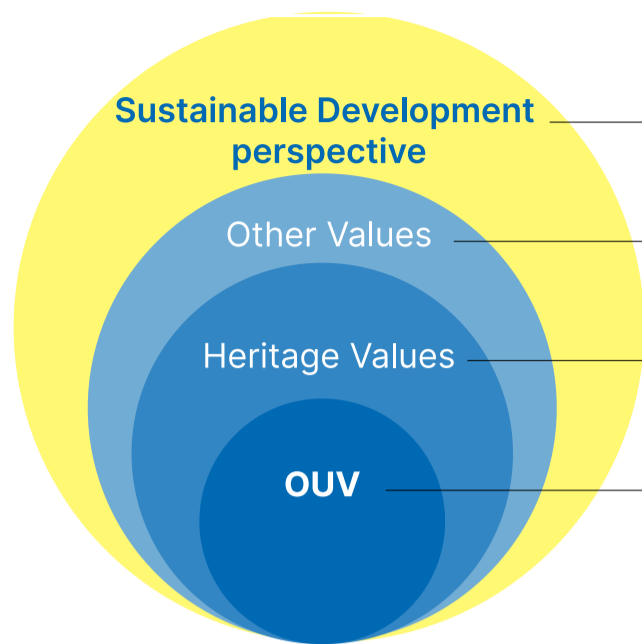 Sustainable Development
perspective
Other Values
Heritage Values
OUV